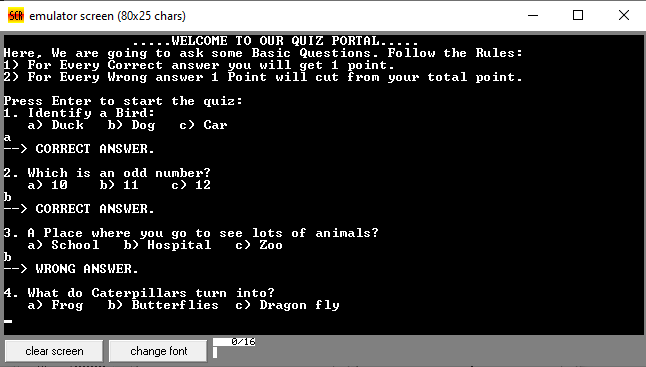 SCR emulator screen (80x25 chars)
.....WELCOME TO OUR QUIZ PORTAL.....
Here, We are going to ask some Basic Questions. Follow the Rules:
1) For Every Correct answer you will get 1 point.
2) For Every Wrong answer 1 Point will cut from your total point.
Press Enter to start the quiz:
1. Identify a Bird:
a) Duck b) Dog c) Car
a
--> CORRECT ANSWER.
2. Which is an odd number?
a) 10 b) 11 c) 12
b
--> CORRECT ANSWER.
3. A Place where you go to see lots of animals?
a) School b) Hospital c) Zoo
b
--> WRONG ANSWER.
4. What do Caterpillars turn into?
a) Frog b) Butterflies c) Dragon fly
clear screen change font 0/16